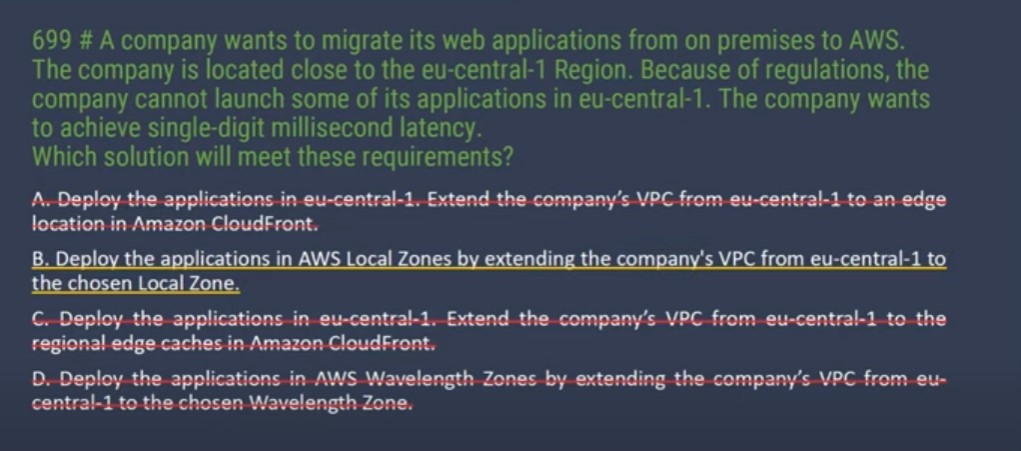 699 # A company wants to migrate its web applications from on premises to AWS.
The company is located close to the eu-central-1 Region. Because of regulations, the
company cannot launch some of its applications in eu-central-1. The company wants
to achieve single-digit millisecond latency.
Which solution will meet these requirements?
A. Deploy the applications in eu-central-1. Extend the company's VPC from eu-central-1 to an edge
location in Amazon CloudFront.
B. Deploy the applications in AWS Local Zones by extending the company's VPC from eu-central-1 to
the chosen Local Zone.
C. Deploy the applications in eu-central-1. Extend the company's VPC from eu-central-1 to the
regional edge caches in Amazon CloudFront.
D. Deploy the applications in AWS Wavelength Zones by extending the company's VPC from eu-
central-1 to the chosen Wavelength Zone.